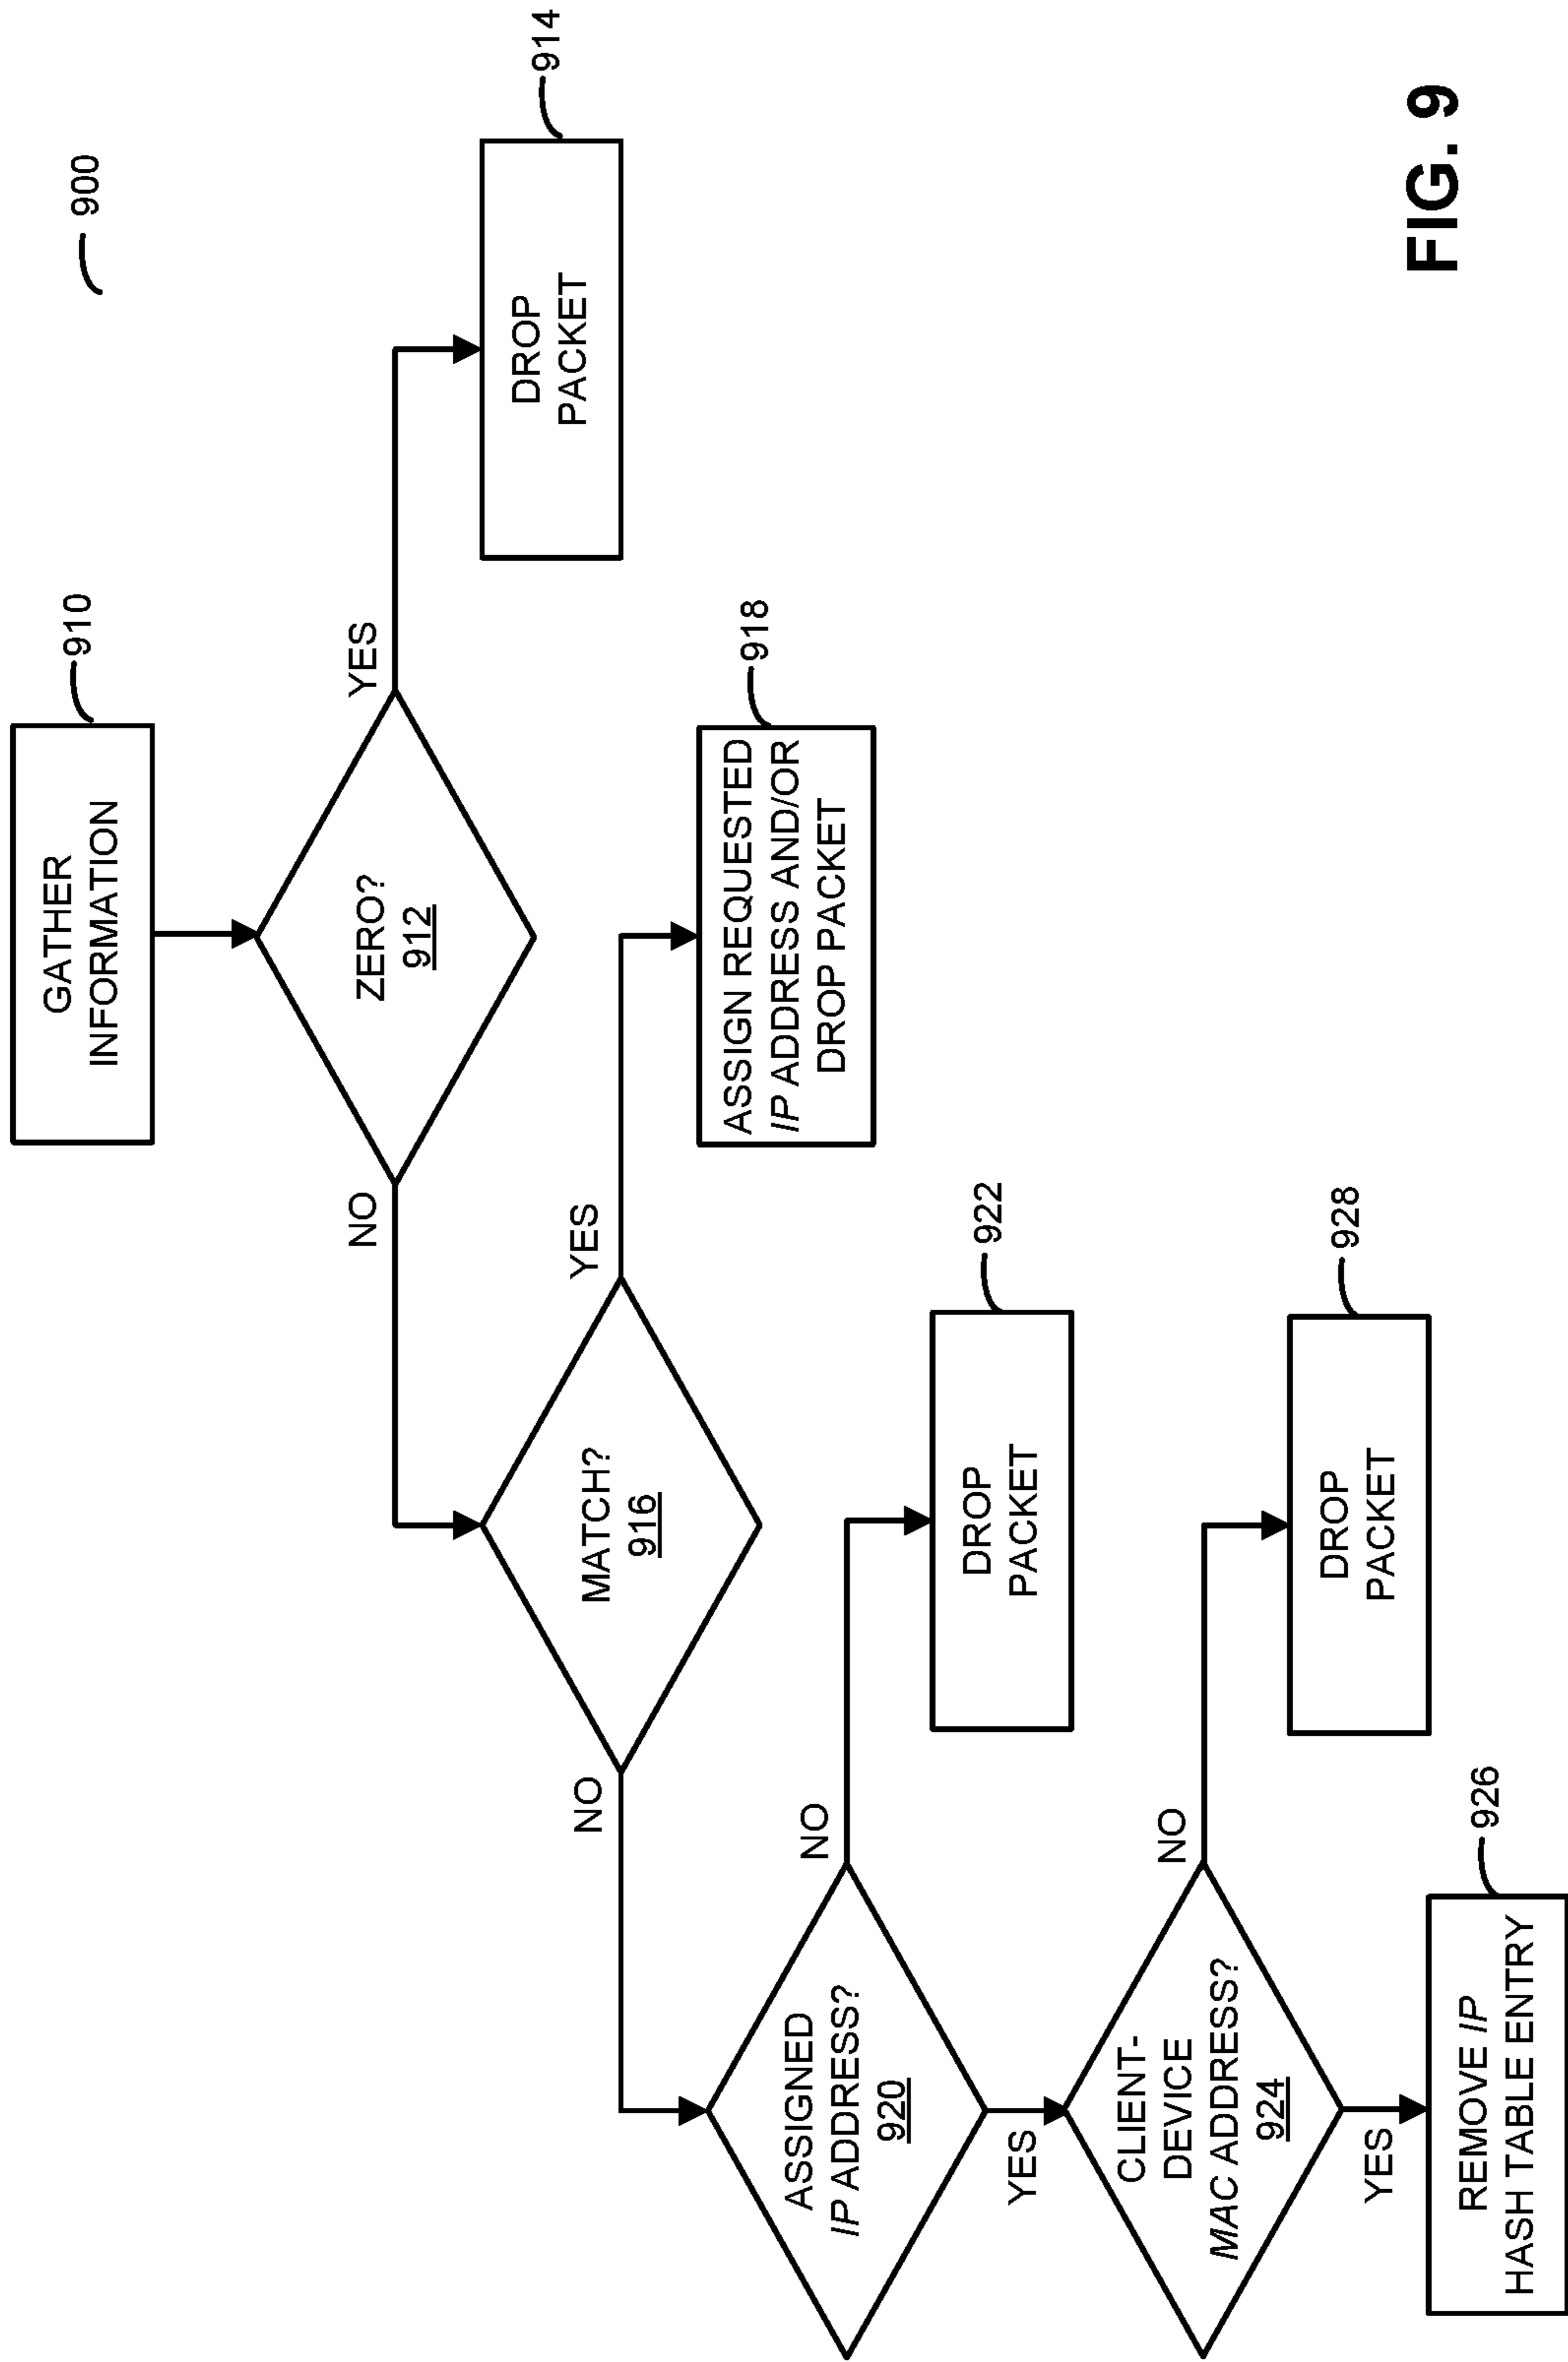 900
GATHER
INFORMATION
910
ZERO?
912
YES
NO
DROP
PACKET
914
MATCH?
916
YES
NO
ASSIGN REQUESTED
IP ADDRESS AND/OR
DROP PACKET
918
ASSIGNED
IP ADDRESS?
920
NO
YES
DROP
PACKET
922
CLIENT-
DEVICE
MAC ADDRESS?
924
NO
YES
DROP
PACKET
928
REMOVE IP
HASH TABLE ENTRY
926
FIG. 9